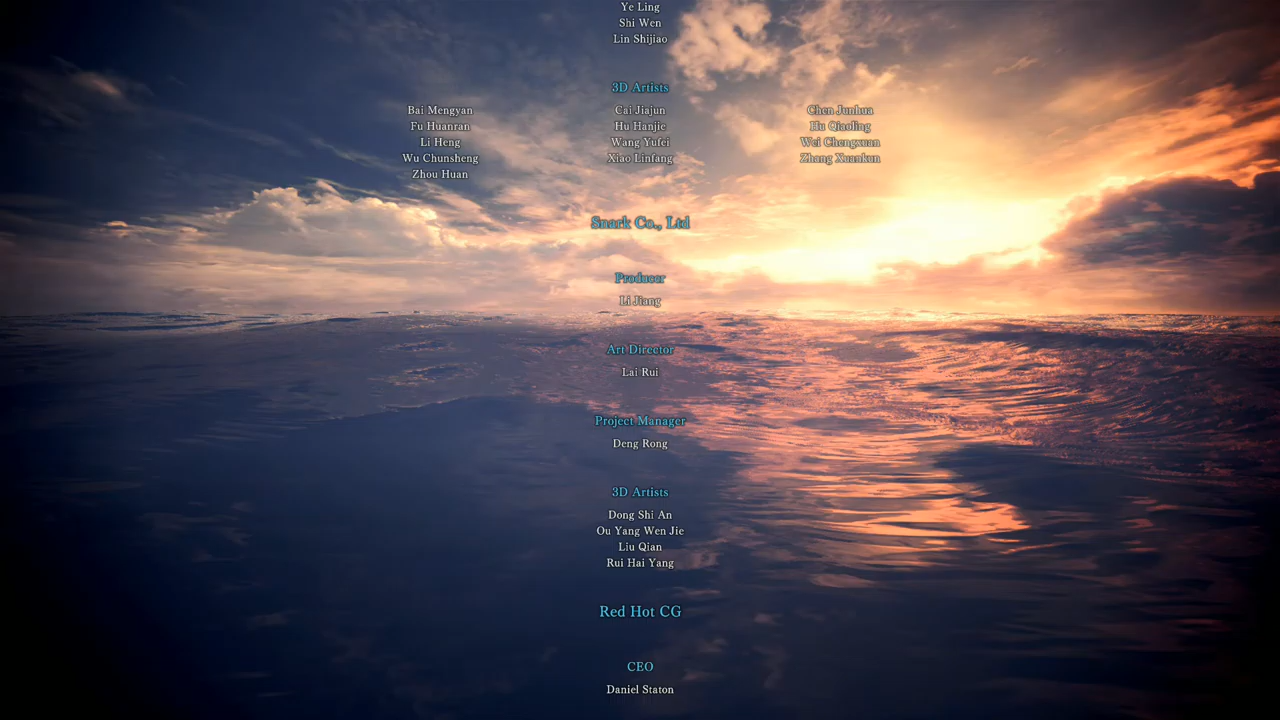 Ye Ling
Shi Wen
Lin Shijiao
3D Artists
Bai Mengyan Cai Jiajun Chen Junhua
Fu Huanran Hu Hanjie Hu Qiaoling
Li Heng Wang Yufei Wei Chengxuan
Wu Chunsheng Xiao Linfang Zhang Xuankun
Zhou Huan
Snark Co., Ltd
Producer
Li Jiang
Art Director
Lai Rui
Project Manager
Deng Rong
3D Artists
Dong Shi An
Ou Yang Wen Jie
Liu Qian
Rui Hai Yang
Red Hot CG
CEO
Daniel Staton